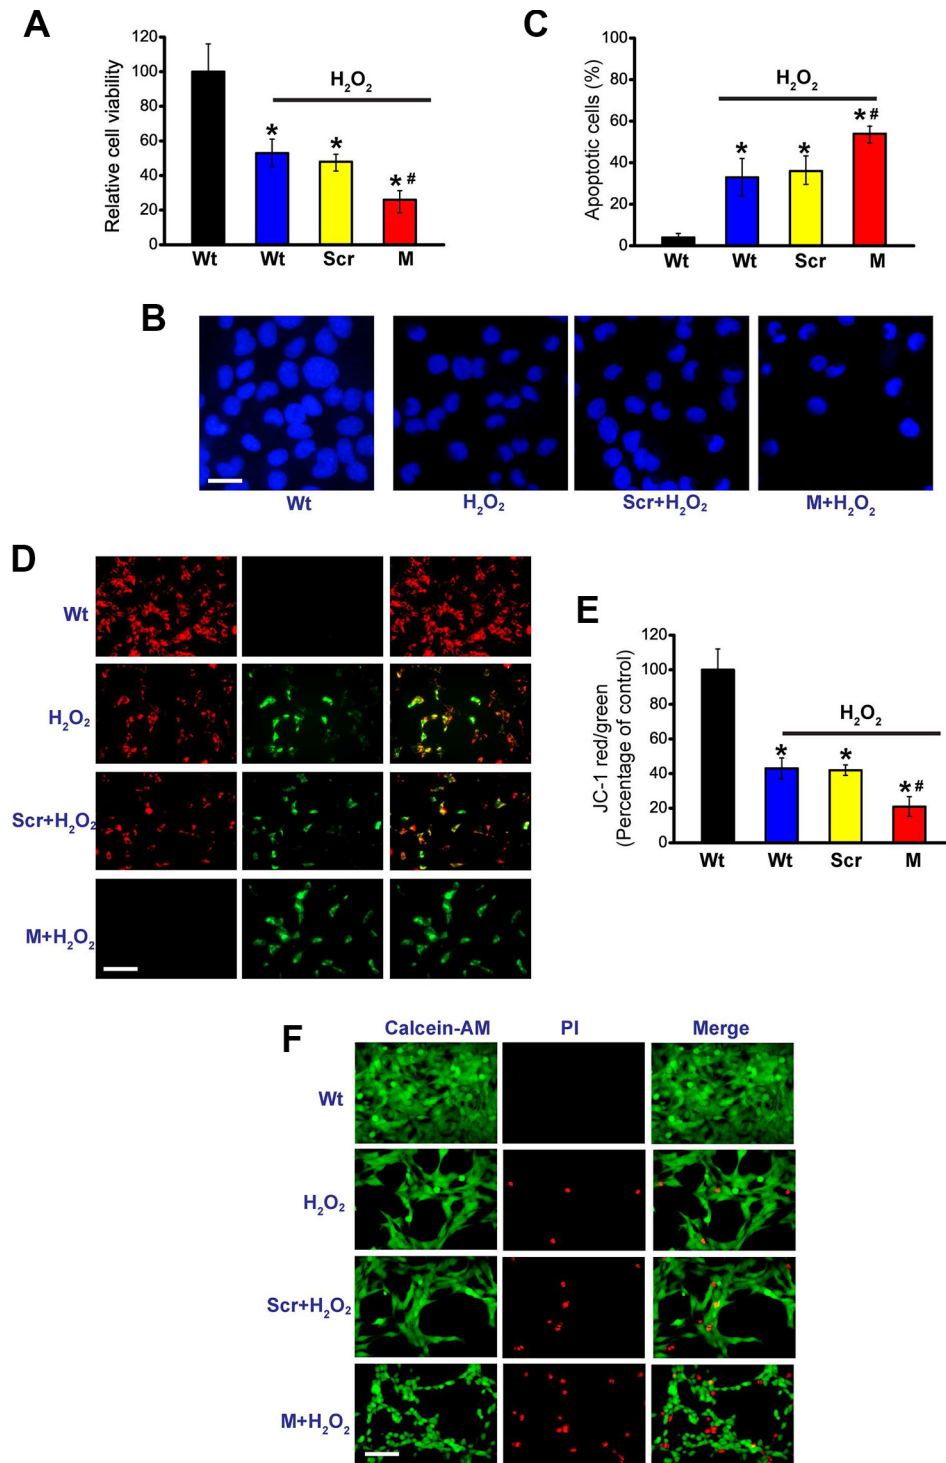 A
Relative cell viability
120
100
80
60
40
20
0
H₂O₂
*
*
* #
Wt
Wt
Scr
M
C
Apoptotic cells (%)
100
80
60
40
20
0
H₂O₂
*
*
* #
Wt
Wt
Scr
M
B
Wt
H₂O₂
Scr+H₂O₂
M+H₂O₂
D
Wt
H₂O₂
Scr+H₂O₂
M+H₂O₂
E
JC-1 red/green
(Percentage of control)
120
100
80
60
40
20
0
H₂O₂
*
*
* #
Wt
Wt
Scr
M
F
Calcein-AM PI Merge
Wt
H₂O₂
Scr+H₂O₂
M+H₂O₂